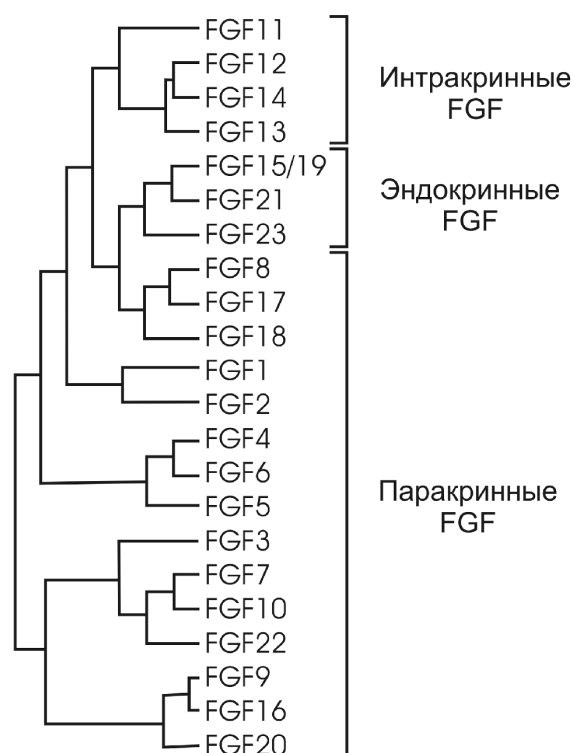 FGF11
FGF12
FGF14
FGF13
Интракринные
FGF
FGF15/19
FGF21
FGF23
Эндокринные
FGF
FGF8
FGF17
FGF18
FGF1
FGF2
FGF4
FGF6
FGF5
FGF3
FGF7
FGF10
FGF22
FGF9
FGF16
FGF20
Паракринные
FGF